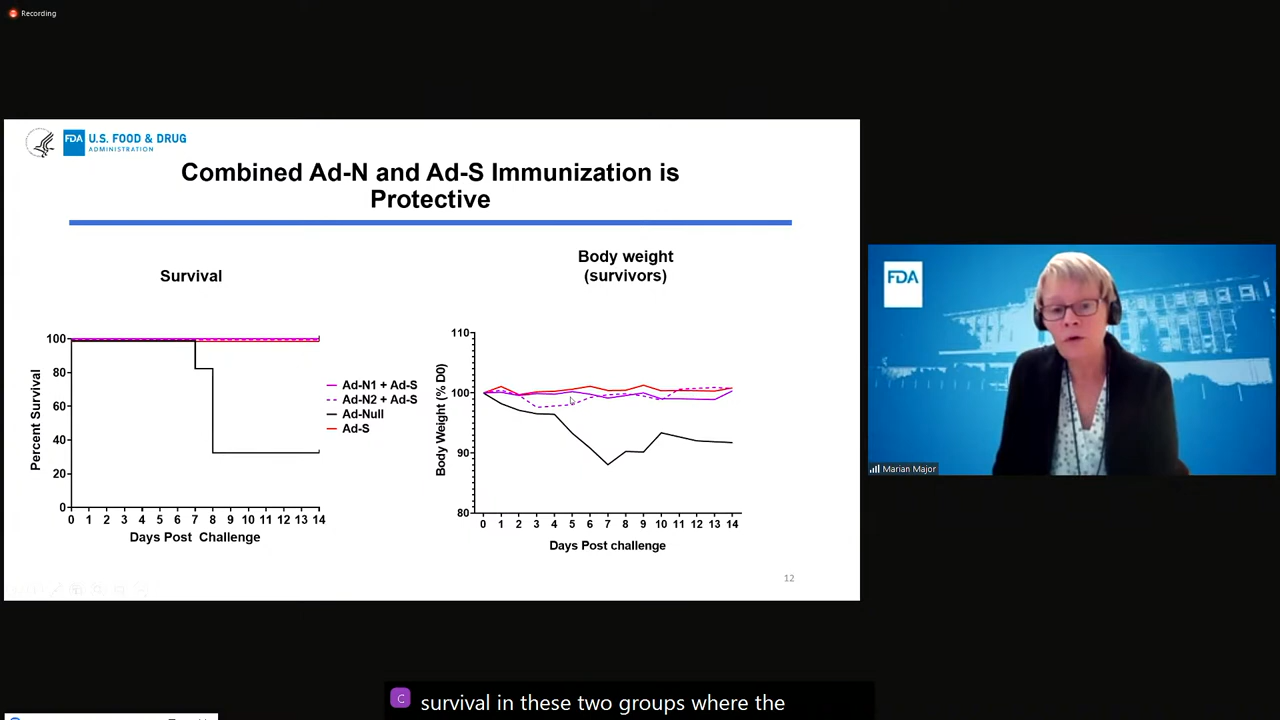 Recording
FDA U.S. FOOD & DRUG
ADMINISTRATION
Combined Ad-N and Ad-S Immunization is
Protective
Survival
100
80
60
40
20
0
Percent Survival
0 1 2 3 4 5 6 7 8 9 10 11 12 13 14
Days Post Challenge
Ad-N1 + Ad-S
Ad-N2 + Ad-S
Ad-Null
Ad-S
Body weight
(survivors)
110
100
90
80
Body Weight (% D0)
0 1 2 3 4 5 6 7 8 9 10 11 12 13 14
Days Post challenge
12
FDA
Marian Major
C survival in these two groups where the